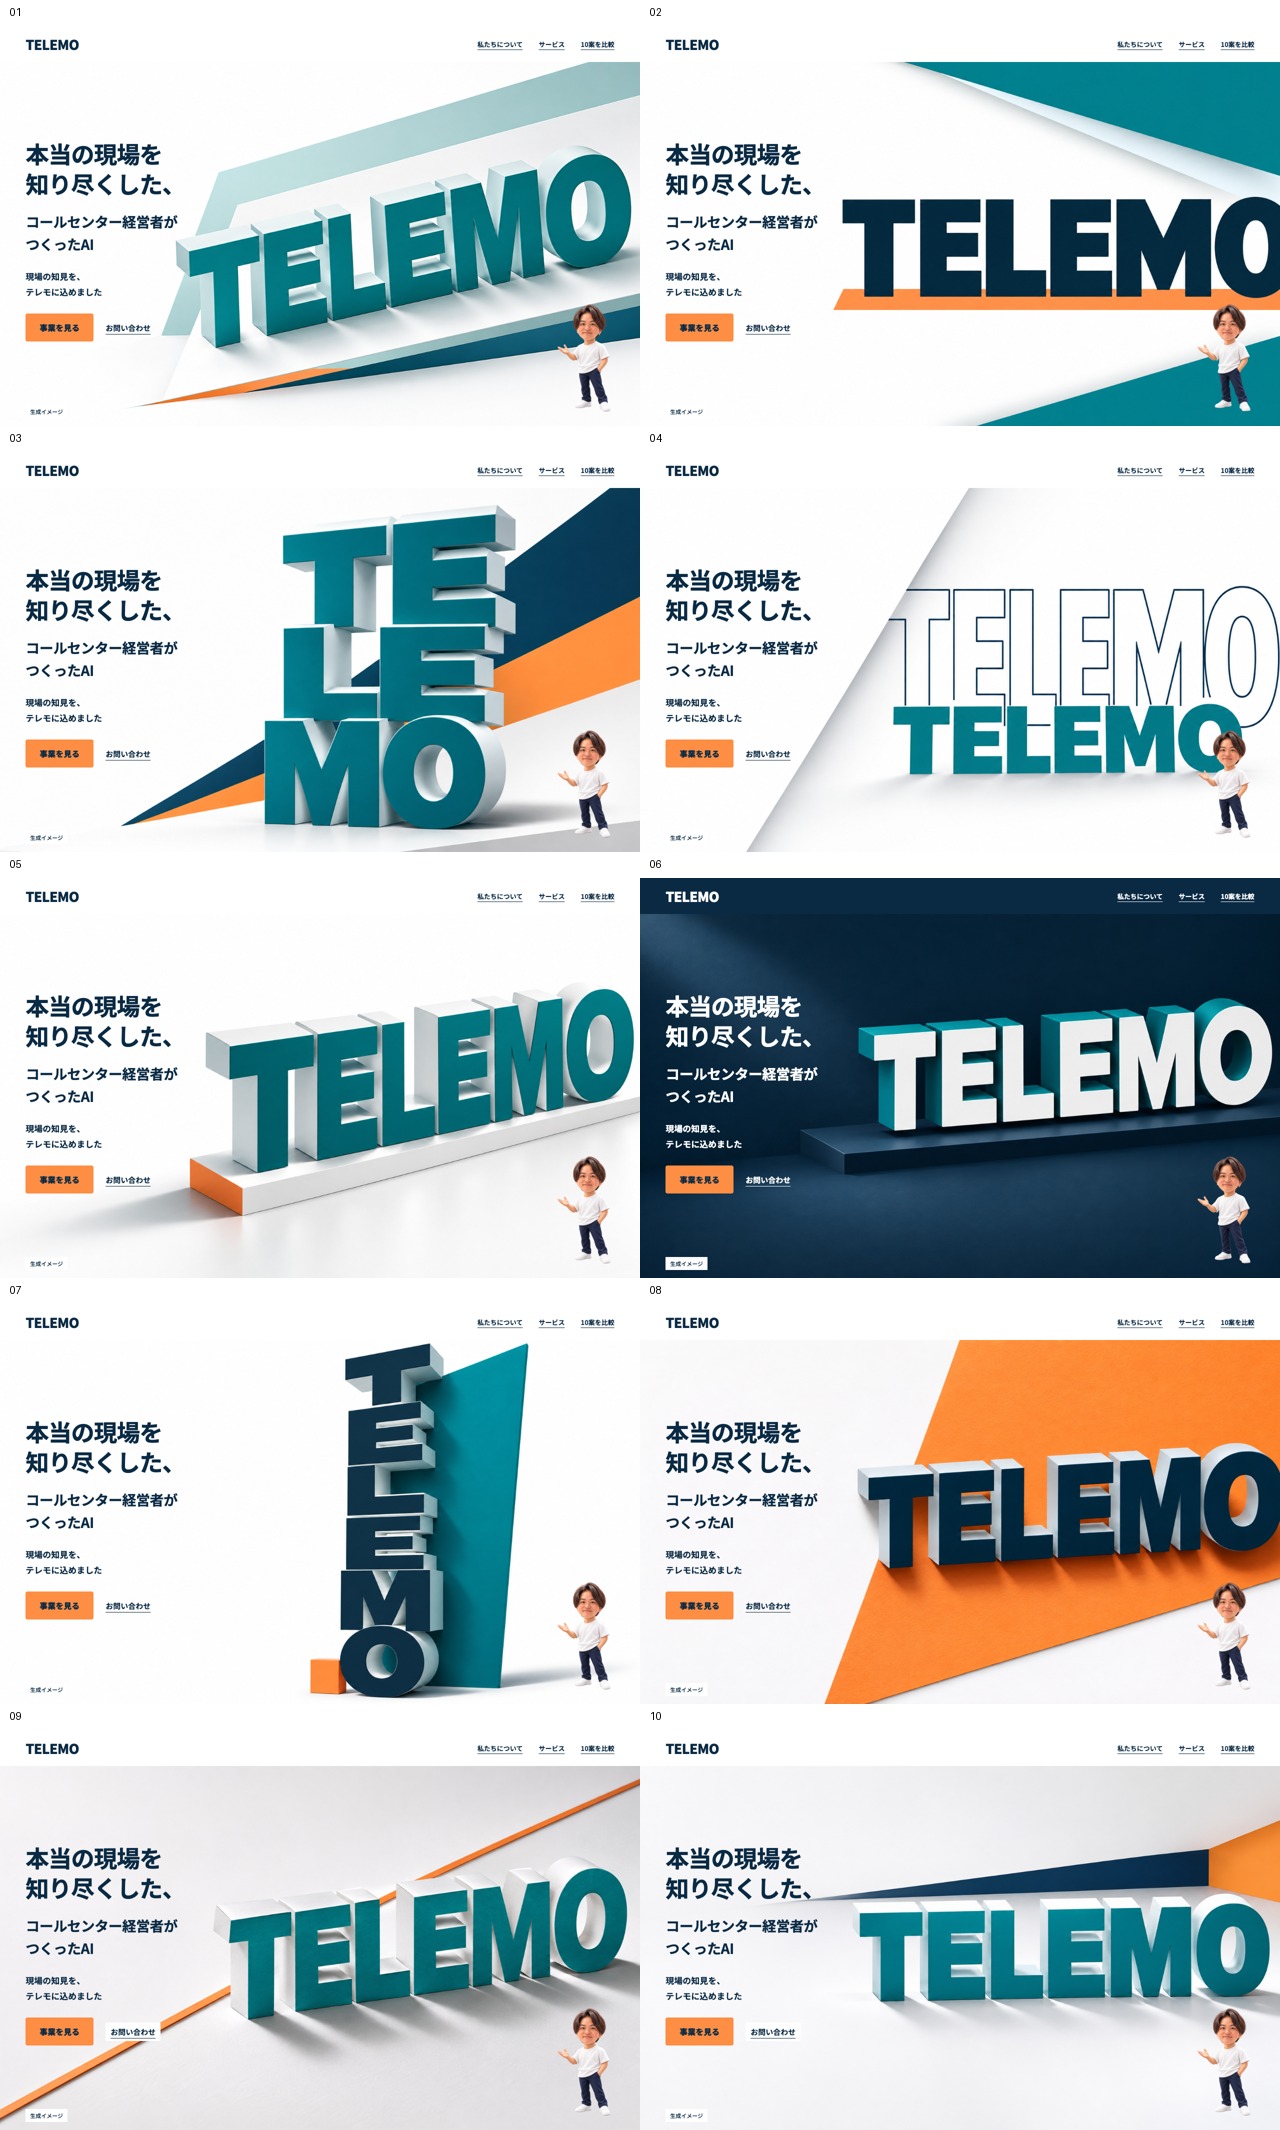 01
TELEMO
私たちについて サービス 10案を比較
本当の現場を
知り尽くした、
コールセンター経営者が
つくったAI
現場の知見を、
テレモに込めました
事業を見る お問い合わせ
生成イメージ
TELEMO
02
TELEMO
私たちについて サービス 10案を比較
本当の現場を
知り尽くした、
コールセンター経営者が
つくったAI
現場の知見を、
テレモに込めました
事業を見る お問い合わせ
生成イメージ
TELEMO
03
TELEMO
私たちについて サービス 10案を比較
本当の現場を
知り尽くした、
コールセンター経営者が
つくったAI
現場の知見を、
テレモに込めました
事業を見る お問い合わせ
生成イメージ
TE
LE
MO
04
TELEMO
私たちについて サービス 10案を比較
本当の現場を
知り尽くした、
コールセンター経営者が
つくったAI
現場の知見を、
テレモに込めました
事業を見る お問い合わせ
生成イメージ
TELEMO
TELEMO
05
TELEMO
私たちについて サービス 10案を比較
本当の現場を
知り尽くした、
コールセンター経営者が
つくったAI
現場の知見を、
テレモに込めました
事業を見る お問い合わせ
生成イメージ
TELEMO
06
TELEMO
私たちについて サービス 10案を比較
本当の現場を
知り尽くした、
コールセンター経営者が
つくったAI
現場の知見を、
テレモに込めました
事業を見る お問い合わせ
生成イメージ
TELEMO
07
TELEMO
私たちについて サービス 10案を比較
本当の現場を
知り尽くした、
コールセンター経営者が
つくったAI
現場の知見を、
テレモに込めました
事業を見る お問い合わせ
生成イメージ
T
E
L
E
M
O
08
TELEMO
私たちについて サービス 10案を比較
本当の現場を
知り尽くした、
コールセンター経営者が
つくったAI
現場の知見を、
テレモに込めました
事業を見る お問い合わせ
生成イメージ
TELEMO
09
TELEMO
私たちについて サービス 10案を比較
本当の現場を
知り尽くした、
コールセンター経営者が
つくったAI
現場の知見を、
テレモに込めました
事業を見る お問い合わせ
生成イメージ
TELEMO
10
TELEMO
私たちについて サービス 10案を比較
本当の現場を
知り尽くした、
コールセンター経営者が
つくったAI
現場の知見を、
テレモに込めました
事業を見る お問い合わせ
生成イメージ
TELEMO